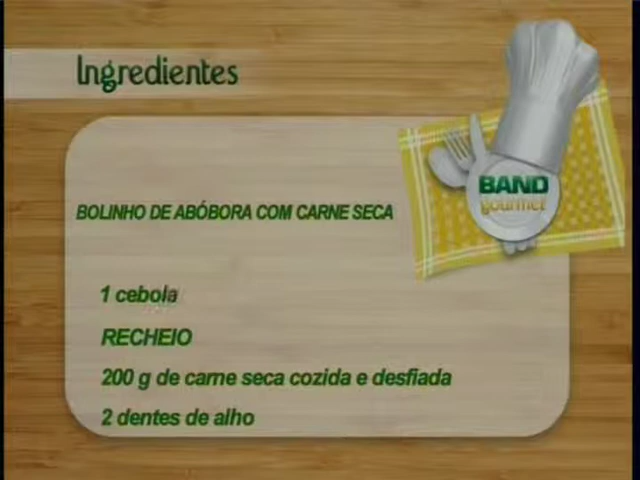 Ingredientes
BAND
gourmet
BOLINHO DE ABÓBORA COM CARNE SECA
1 cebola
RECHEIO
200 g de carne seca cozida e desfiada
2 dentes de alho